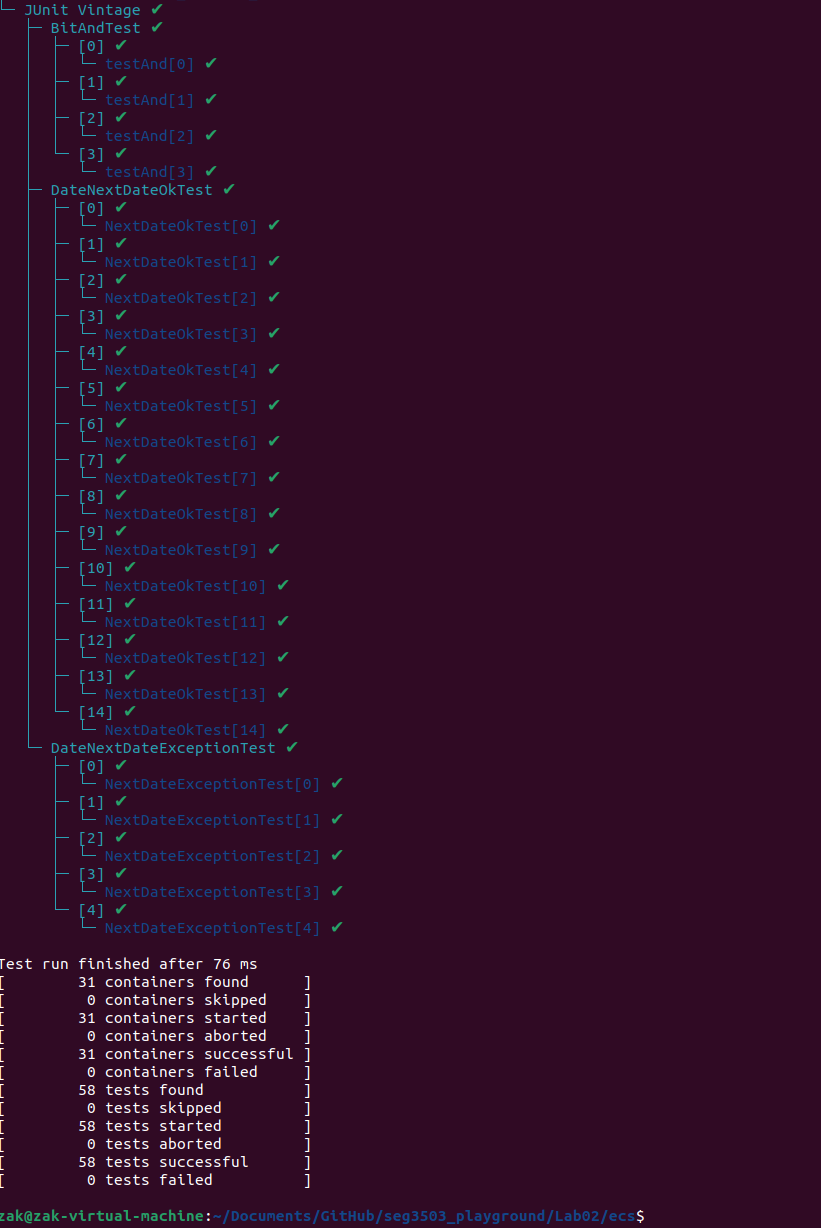 └─ JUnit Vintage ✔
   ├─ BitAndTest ✔
   │  ├─ [0] ✔
   │  │  └─ testAnd[0] ✔
   │  ├─ [1] ✔
   │  │  └─ testAnd[1] ✔
   │  ├─ [2] ✔
   │  │  └─ testAnd[2] ✔
   │  └─ [3] ✔
   │     └─ testAnd[3] ✔
   ├─ DateNextDateOkTest ✔
   │  ├─ [0] ✔
   │  │  └─ NextDateOkTest[0] ✔
   │  ├─ [1] ✔
   │  │  └─ NextDateOkTest[1] ✔
   │  ├─ [2] ✔
   │  │  └─ NextDateOkTest[2] ✔
   │  ├─ [3] ✔
   │  │  └─ NextDateOkTest[3] ✔
   │  ├─ [4] ✔
   │  │  └─ NextDateOkTest[4] ✔
   │  ├─ [5] ✔
   │  │  └─ NextDateOkTest[5] ✔
   │  ├─ [6] ✔
   │  │  └─ NextDateOkTest[6] ✔
   │  ├─ [7] ✔
   │  │  └─ NextDateOkTest[7] ✔
   │  ├─ [8] ✔
   │  │  └─ NextDateOkTest[8] ✔
   │  ├─ [9] ✔
   │  │  └─ NextDateOkTest[9] ✔
   │  ├─ [10] ✔
   │  │  └─ NextDateOkTest[10] ✔
   │  ├─ [11] ✔
   │  │  └─ NextDateOkTest[11] ✔
   │  ├─ [12] ✔
   │  │  └─ NextDateOkTest[12] ✔
   │  ├─ [13] ✔
   │  │  └─ NextDateOkTest[13] ✔
   │  └─ [14] ✔
   │     └─ NextDateOkTest[14] ✔
   └─ DateNextDateExceptionTest ✔
      ├─ [0] ✔
      │  └─ NextDateExceptionTest[0] ✔
      ├─ [1] ✔
      │  └─ NextDateExceptionTest[1] ✔
      ├─ [2] ✔
      │  └─ NextDateExceptionTest[2] ✔
      ├─ [3] ✔
      │  └─ NextDateExceptionTest[3] ✔
      └─ [4] ✔
         └─ NextDateExceptionTest[4] ✔

Test run finished after 76 ms
[        31 containers found      ]
[         0 containers skipped    ]
[        31 containers started    ]
[         0 containers aborted    ]
[        31 containers successful ]
[         0 containers failed     ]
[        58 tests found           ]
[         0 tests skipped         ]
[        58 tests started         ]
[         0 tests aborted         ]
[        58 tests successful      ]
[         0 tests failed          ]

zak@zak-virtual-machine:~/Documents/GitHub/seg3503_playground/Lab02/ecs$